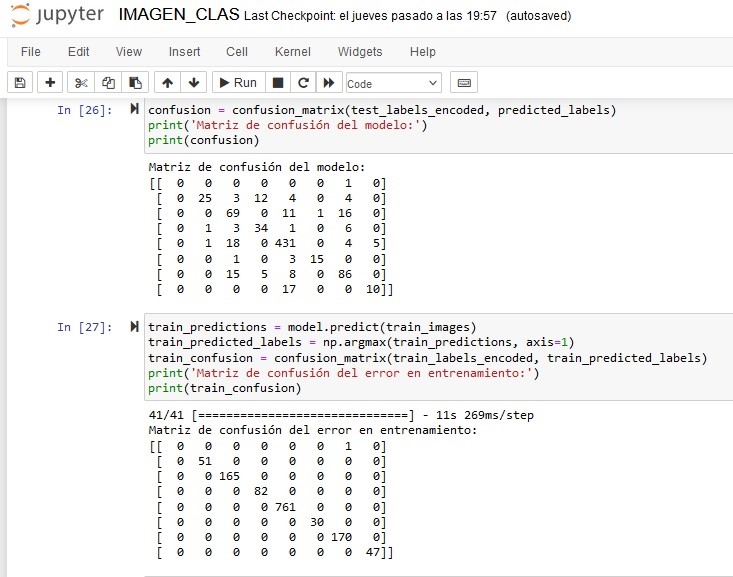 jupyter IMAGEN_CLAS Last Checkpoint: el jueves pasado a las 19:57 (autosaved)
File Edit View Insert Cell Kernel Widgets Help
Run Code
In [26]: confusion = confusion_matrix(test_labels_encoded, predicted_labels)
print('Matriz de confusión del modelo:')
print(confusion)
Matriz de confusión del modelo:
[[ 0 0 0 0 0 0 1 0]
[ 0 25 3 12 4 0 4 0]
[ 0 0 69 0 11 1 16 0]
[ 0 1 3 34 1 0 6 0]
[ 0 1 18 0 431 0 4 5]
[ 0 0 1 0 3 15 0 0]
[ 0 0 15 5 8 0 86 0]
[ 0 0 0 0 17 0 0 10]]
In [27]: train_predictions = model.predict(train_images)
train_predicted_labels = np.argmax(train_predictions, axis=1)
train_confusion = confusion_matrix(train_labels_encoded, train_predicted_labels)
print('Matriz de confusión del error en entrenamiento:')
print(train_confusion)
41/41 [==============================] - 11s 269ms/step
Matriz de confusión del error en entrenamiento:
[[ 0 0 0 0 0 0 1 0]
[ 0 51 0 0 0 0 0 0]
[ 0 0 165 0 0 0 0 0]
[ 0 0 0 82 0 0 0 0]
[ 0 0 0 0 761 0 0 0]
[ 0 0 0 0 0 30 0 0]
[ 0 0 0 0 0 0 170 0]
[ 0 0 0 0 0 0 0 47]]